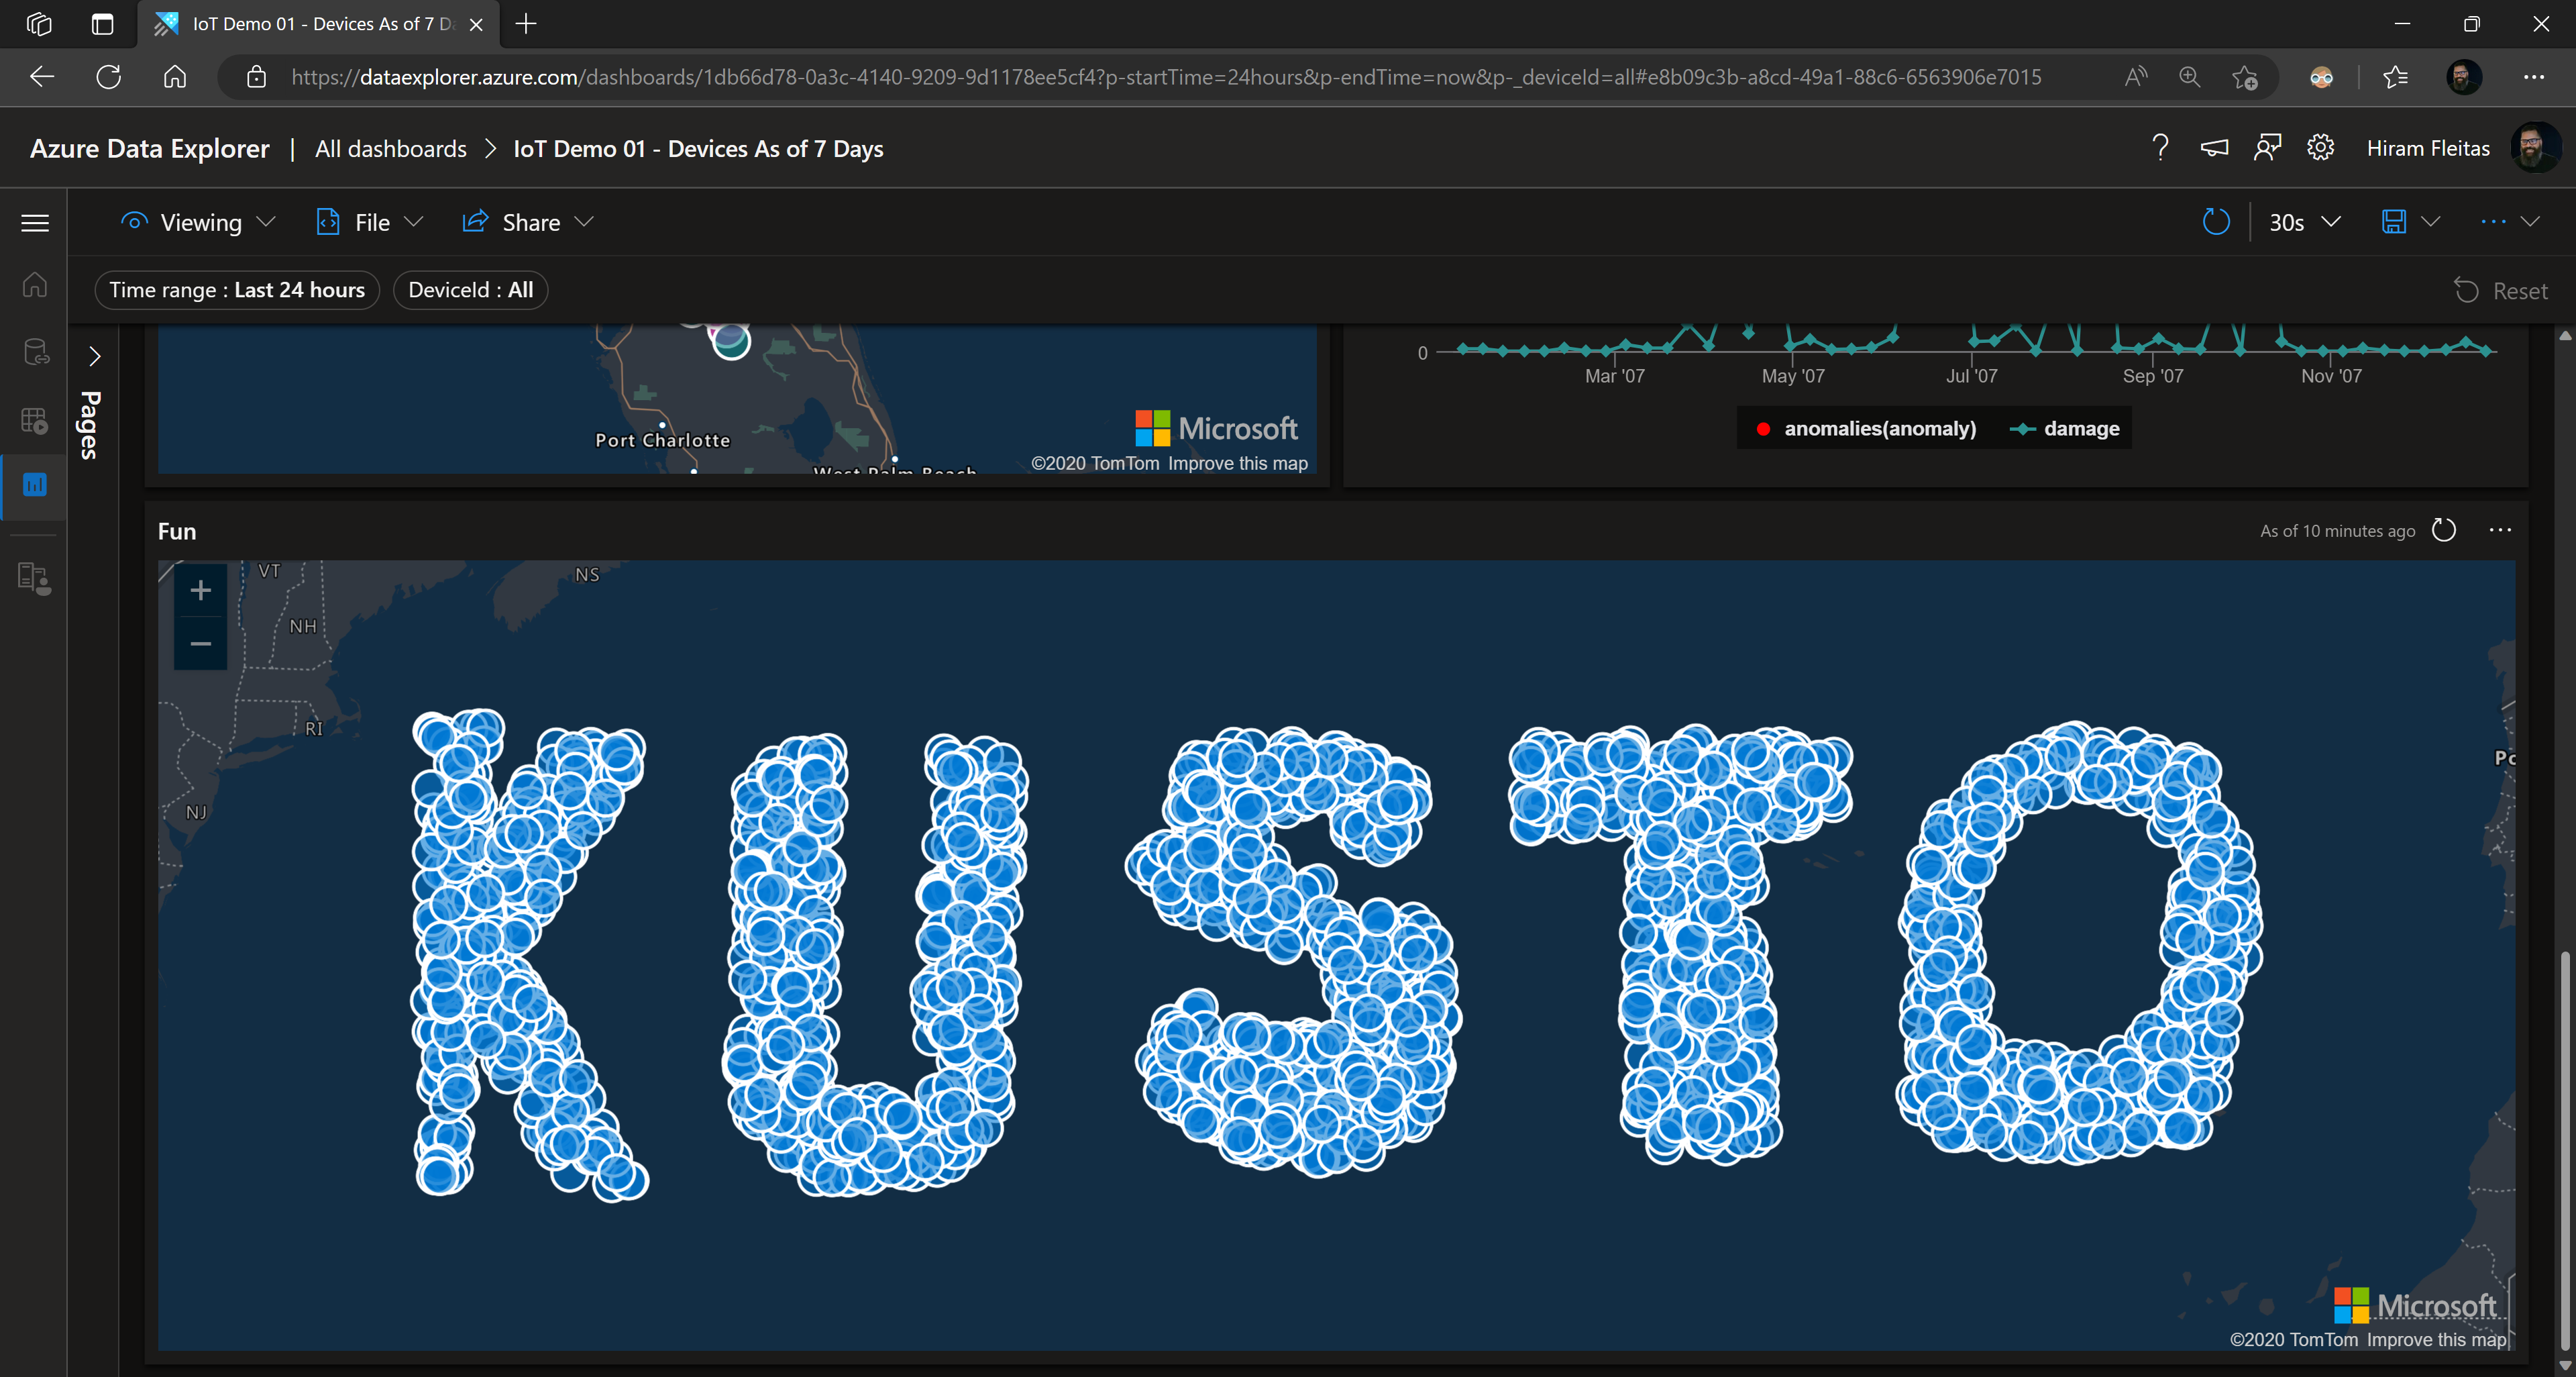 IoT Demo 01 - Devices As of 7 Da
https://dataexplorer.azure.com/dashboards/1db66d78-0a3c-4140-9209-9d1178ee5cf4?p-startTime=24hours&p-endTime=now&p-_deviceId=all#e8b09c3b-a8cd-49a1-88c6-6563906e7015
Azure Data Explorer | All dashboards > IoT Demo 01 - Devices As of 7 Days
Hiram Fleitas
Viewing File Share 30s
Time range : Last 24 hours DeviceId : All Reset
Pages
Port Charlotte
West Palm Beach
Microsoft
©2020 TomTom Improve this map
0
Mar '07 May '07 Jul '07 Sep '07 Nov '07
anomalies(anomaly) damage
Fun As of 10 minutes ago
VT NS
NH
RI
NJ
Po
KUSTO
Microsoft
©2020 TomTom Improve this map